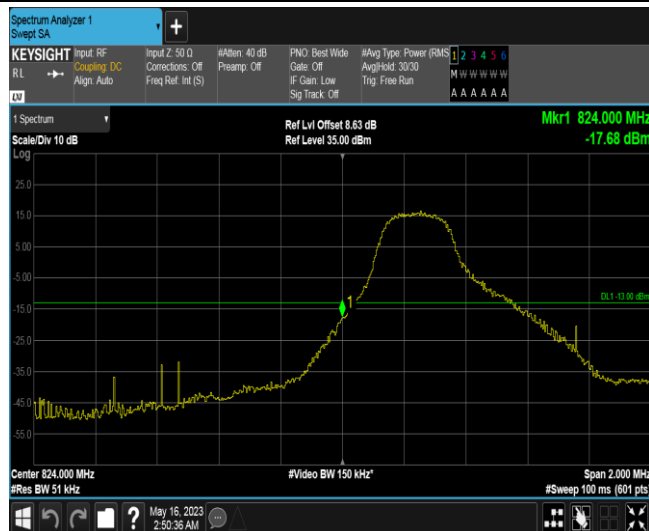 Spectrum Analyzer 1
Swept SA
+
KEYSIGHT
RL
LXI
Input: RF
Coupling: DC
Align: Auto
Input Z: 50 Ω
Corrections: Off
Freq Ref: Int (S)
#Atten: 40 dB
Preamp: Off
PNO: Best Wide
Gate: Off
IF Gain: Low
Sig Track: Off
#Avg Type: Power (RMS
Avg|Hold: 30/30
Trig: Free Run
1 2 3 4 5 6
M W W W W W
A A A A A A
1 Spectrum
Scale/Div 10 dB
Log
Ref Lvl Offset 8.63 dB
Ref Level 35.00 dBm
Mkr1 824.000 MHz
-17.68 dBm
25.0
15.0
5.00
-5.00
-15.0
-25.0
-35.0
-45.0
-55.0
1
DL1 -13.00 dBm
Center 824.000 MHz
#Res BW 51 kHz
#Video BW 150 kHz*
Span 2.000 MHz
#Sweep 100 ms (601 pts)
?
May 16, 2023
2:50:36 AM